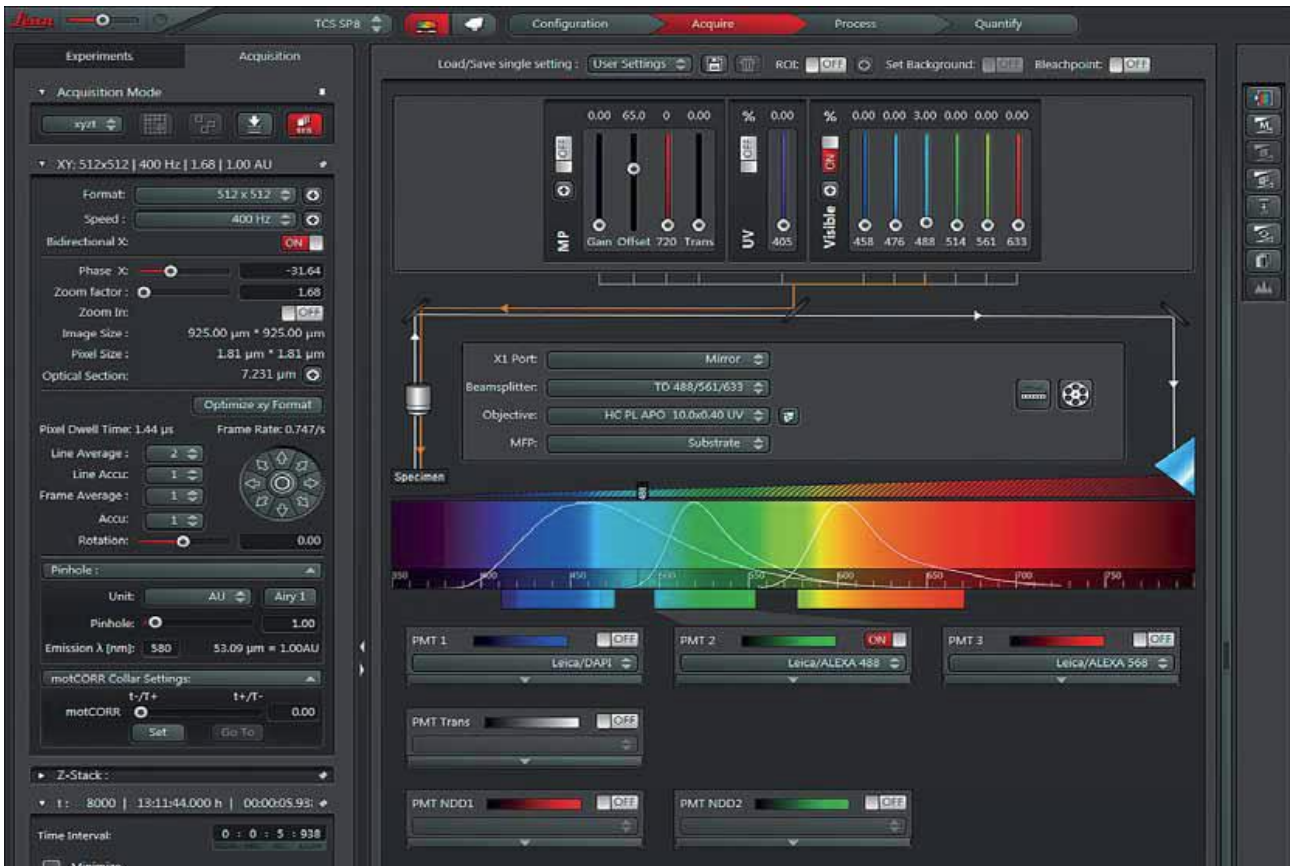 Leica
TCS SP8
Configuration
Acquire
Process
Quantify
Experiments
Acquisition
Acquisition Mode
xyzt
XY: 512x512 | 400 Hz | 1.68 | 1.00 AU
Format: 512 x 512
Speed : 400 Hz
Bidirectional X: ON
Phase X: -31.64
Zoom factor : 1.68
Zoom In: OFF
Image Size : 925.00 µm * 925.00 µm
Pixel Size : 1.81 µm * 1.81 µm
Optical Section: 7.231 µm
Optimize xy Format
Pixel Dwell Time: 1.44 µs Frame Rate: 0.747/s
Line Average : 2
Line Accu: 1
Frame Average : 1
Accu: 1
Rotation: 0.00
Pinhole :
Unit: AU Airy 1
Pinhole: 1.00
Emission λ [nm]: 580 53.09 µm = 1.00AU
motCORR Collar Settings:
t-/T+ t+/T-
motCORR 0.00
Set Go To
Z-Stack :
t : 8000 | 13:11:44.000 h | 00:00:05.93
Time Interval: 0 : 0 : 5 : 938
Minimize
Load/Save single setting : User Settings ROI: OFF Set Background: OFF Bleachpoint: OFF
0.00 65.0 0 0.00 % 0.00 % 0.00 0.00 3.00 0.00 0.00 0.00
OFF OFF ON
MP UV Visible
Gain Offset 720 Trans 405 458 476 488 514 561 633
X1 Port: Mirror
Beamsplitter: TD 488/561/633
Objective: HC PL APO 10.0x0.40 UV
MFP: Substrate
Specimen
350 400 450 500 550 600 650 700 750
PMT 1 OFF
Leica/DAPI
PMT 2 ON
Leica/ALEXA 488
PMT 3 OFF
Leica/ALEXA 568
PMT Trans OFF
PMT NDD1 OFF
PMT NDD2 OFF